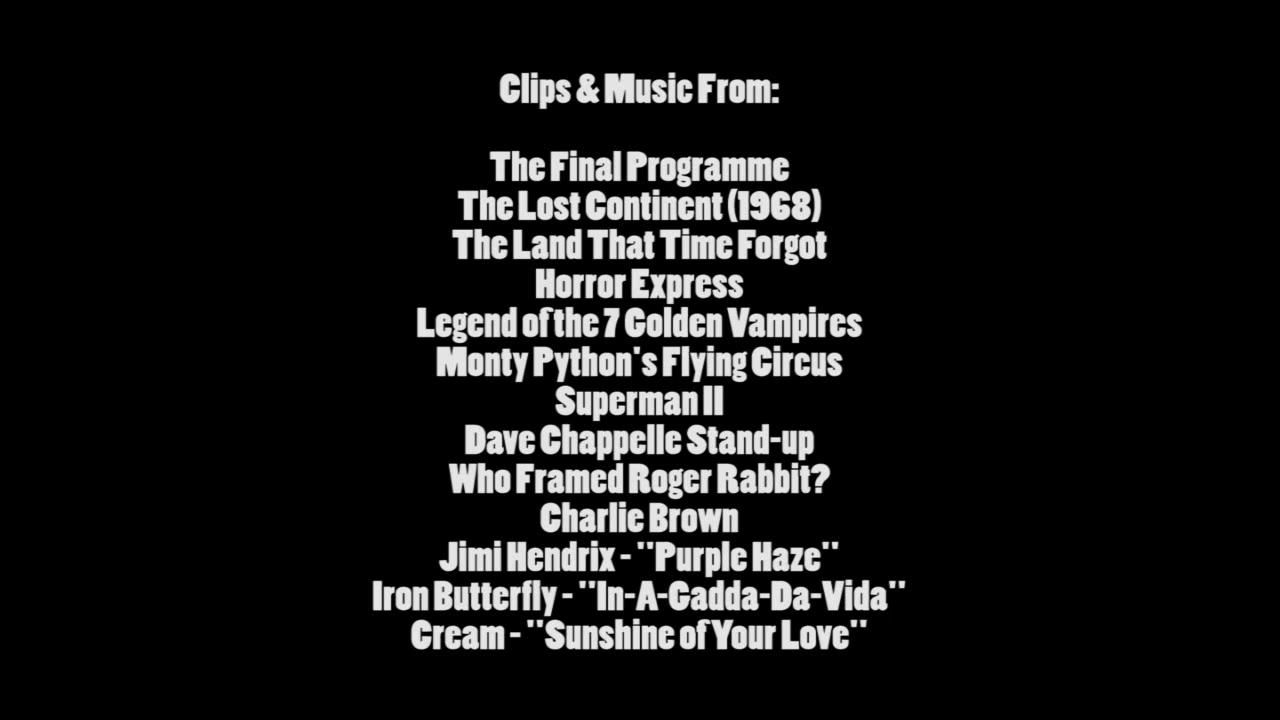 Clips & Music From:
The Final Programme
The Lost Continent (1968)
The Land That Time Forgot
Horror Express
Legend of the 7 Golden Vampires
Monty Python's Flying Circus
Superman II
Dave Chappelle Stand-up
Who Framed Roger Rabbit?
Charlie Brown
Jimi Hendrix - "Purple Haze"
Iron Butterfly - "In-A-Gadda-Da-Vida"
Cream - "Sunshine of Your Love"